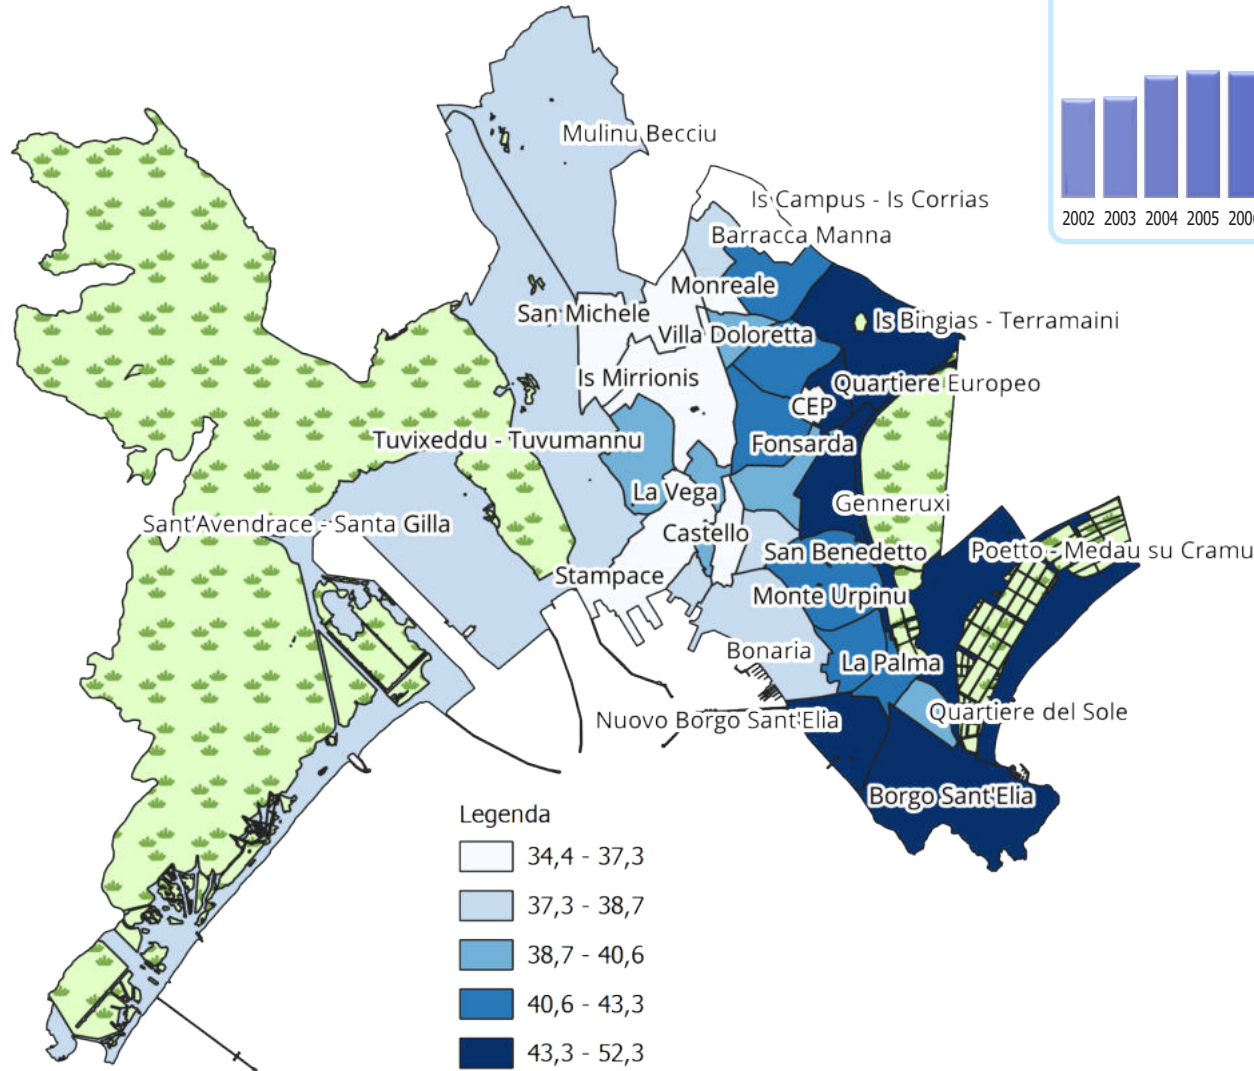 Mulinu Becciu
Is Campus - Is Corrias
2002 2003 2004 2005
Barracca Manna
Monreale
San Michele
Villa Doloretta
Is Bingias - Terramaini
Is Mirrionis
Quartiere Europeo
CEP
Tuvixeddu - Tuvumannu
Fonsarda
La Vega
Genneruxi
Sant'Avendrace - Santa Gilla
Castello
San Benedetto
Poetto - Medau su Cramu
Stampace
Monte Urpinu
Bonaria
La Palma
Nuovo Borgo Sant'Elia
Quartiere del Sole
Borgo Sant'Elia
Legenda
34,4 - 37,3
37,3 - 38,7
38,7 - 40,6
40,6 - 43,3
43,3 - 52,3